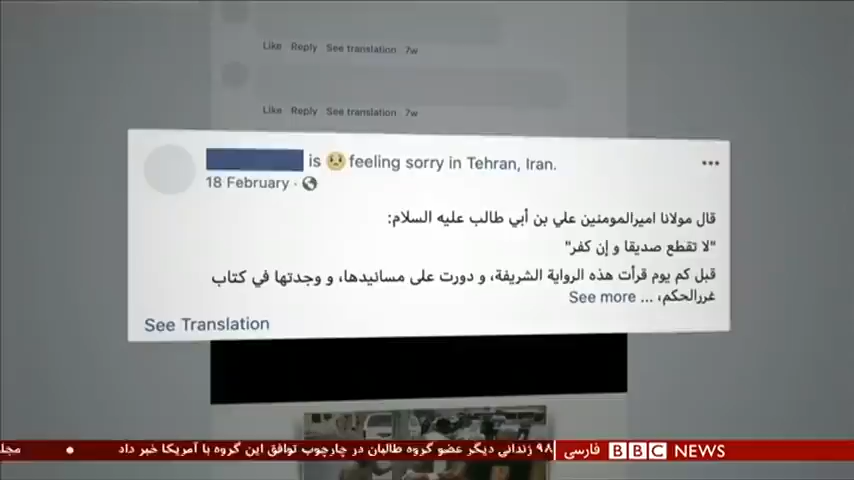 Like Reply See translation 7w
Like Reply See translation 7w
is feeling sorry in Tehran, Iran.
18 February ·
قال مولانا اميرالمومنين علي بن أبي طالب عليه السلام:
"لا تقطع صديقا و إن كفر"
قبل كم يوم قرأت هذه الرواية الشريفة، و دورت على مسانيدها، و وجدتها في كتاب
غررالحكم، ... See more
See Translation
۹۸ زندانی دیگر عضو گروه طالبان در چارچوب توافق این گروه با آمریکا خبر داد • مجل
BBC NEWS فارسی